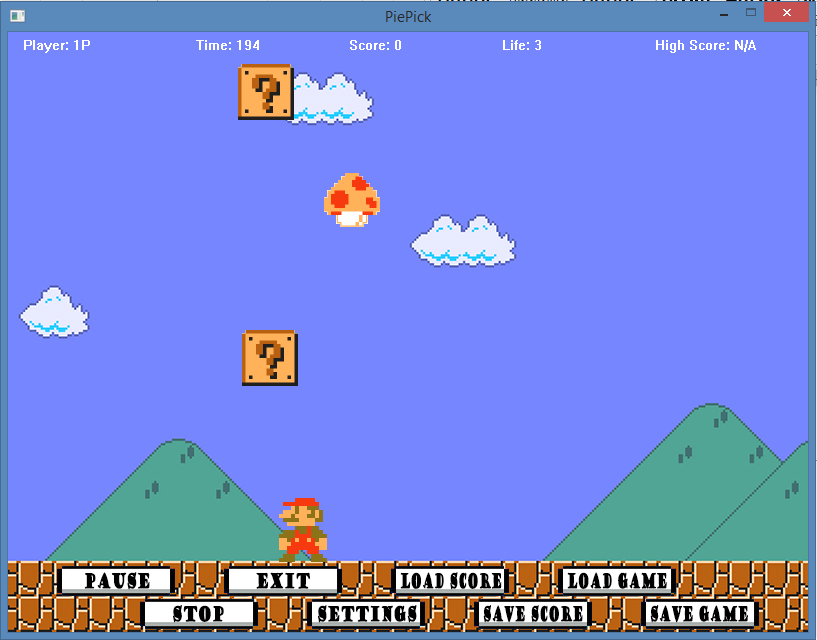 PiePick
Player: 1P Time: 194 Score: 0 Life: 3 High Score: N/A
?
?
PAUSE EXIT LOAD SCORE LOAD GAME
STOP SETTINGS SAVE SCORE SAVE GAME